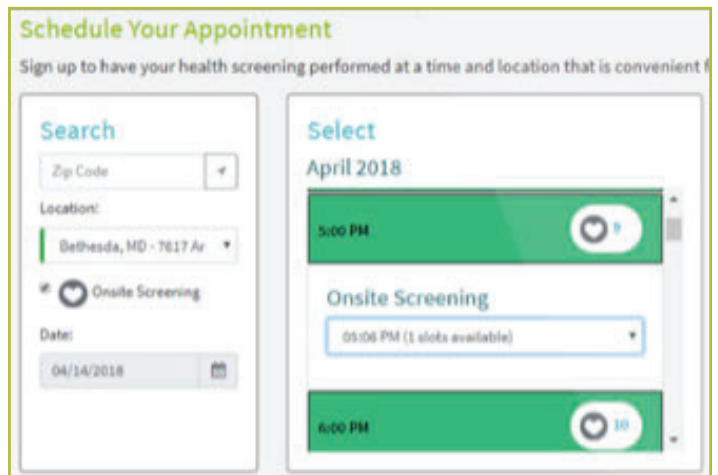 Schedule Your Appointment
Sign up to have your health screening performed at a time and location that is convenient f
Search
Zip Code
Location:
Bethesda, MD - 7617 Ar
Onsite Screening
Date:
04/14/2018
Select
April 2018
5:00 PM
9
Onsite Screening
05:06 PM (1 slots available)
6:00 PM
10